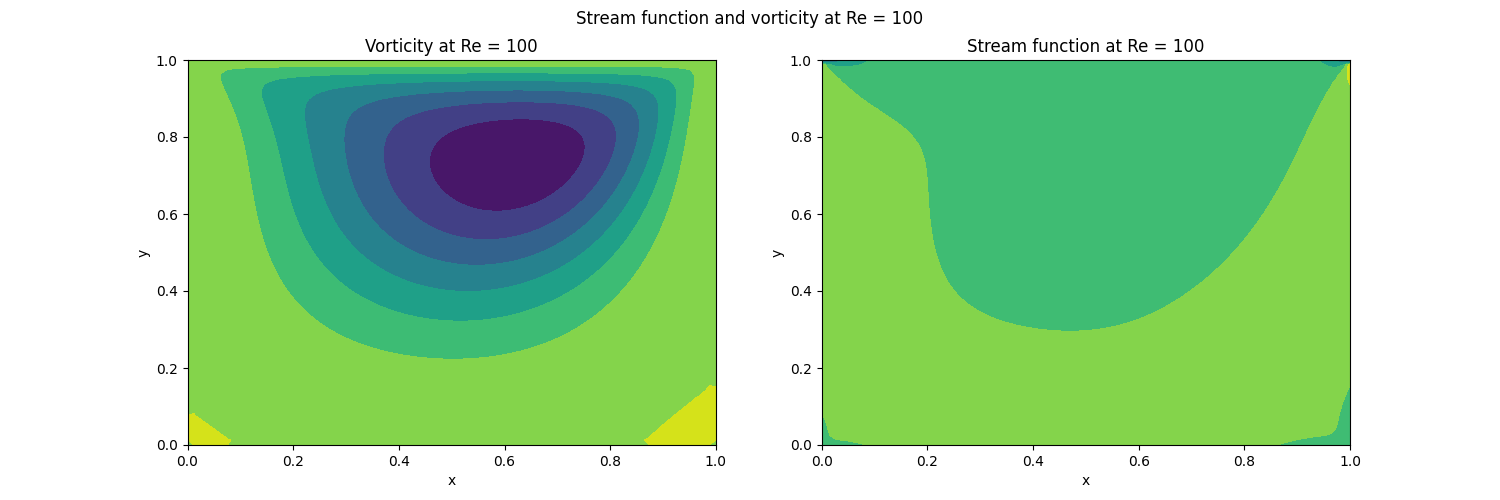 Stream function and vorticity at Re = 100
Vorticity at Re = 100
1.0
0.8
0.6
0.4
0.2
0.0
y
0.0 0.2 0.4 0.6 0.8 1.0
x
Stream function at Re = 100
1.0
0.8
0.6
0.4
0.2
0.0
y
0.0 0.2 0.4 0.6 0.8 1.0
x